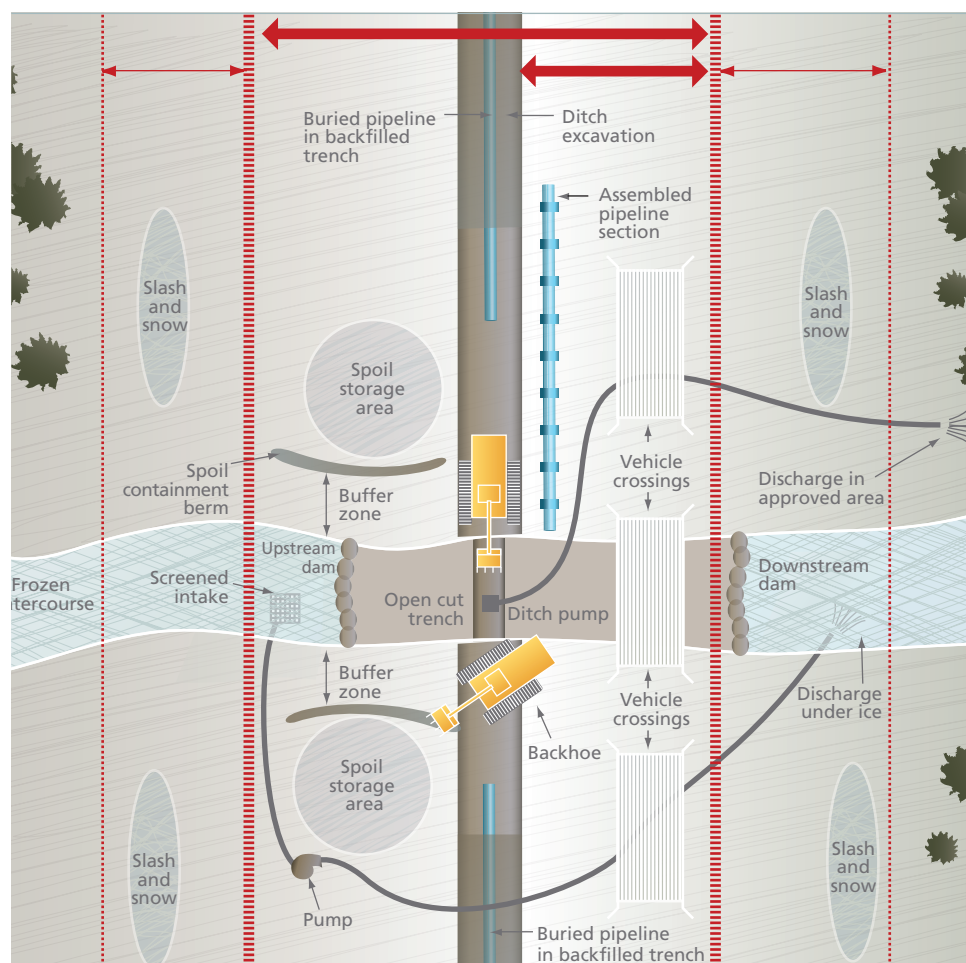 Buried pipeline
in backfilled
trench
Ditch
excavation
Assembled
pipeline
section
Slash
and
snow
Slash
and
snow
Spoil
storage
area
Spoil
containment
berm
Buffer
zone
Vehicle
crossings
Discharge in
approved area
Upstream
dam
Downstream
dam
Frozen
tercourse
Screened
intake
Open cut
trench
Ditch pump
Buffer
zone
Vehicle
crossings
Discharge
under ice
Backhoe
Spoil
storage
area
Slash
and
snow
Slash
and
snow
Pump
Buried pipeline
in backfilled trench